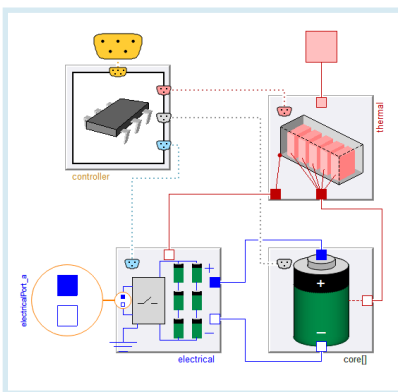 thermal
controller
electricalPort_a
electrical
core[]
+
−
+
−